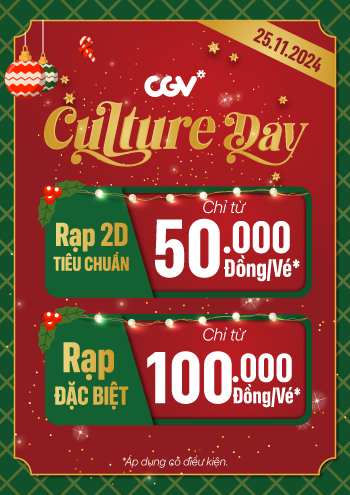 25.11.2024
CGV*
Culture Day
Rạp 2D
TIÊU CHUẨN
Chỉ từ
50.000
Đồng/Vé*
Rạp
ĐẶC BIỆT
Chỉ từ
100.000
Đồng/Vé*
*Áp dụng có điều kiện.